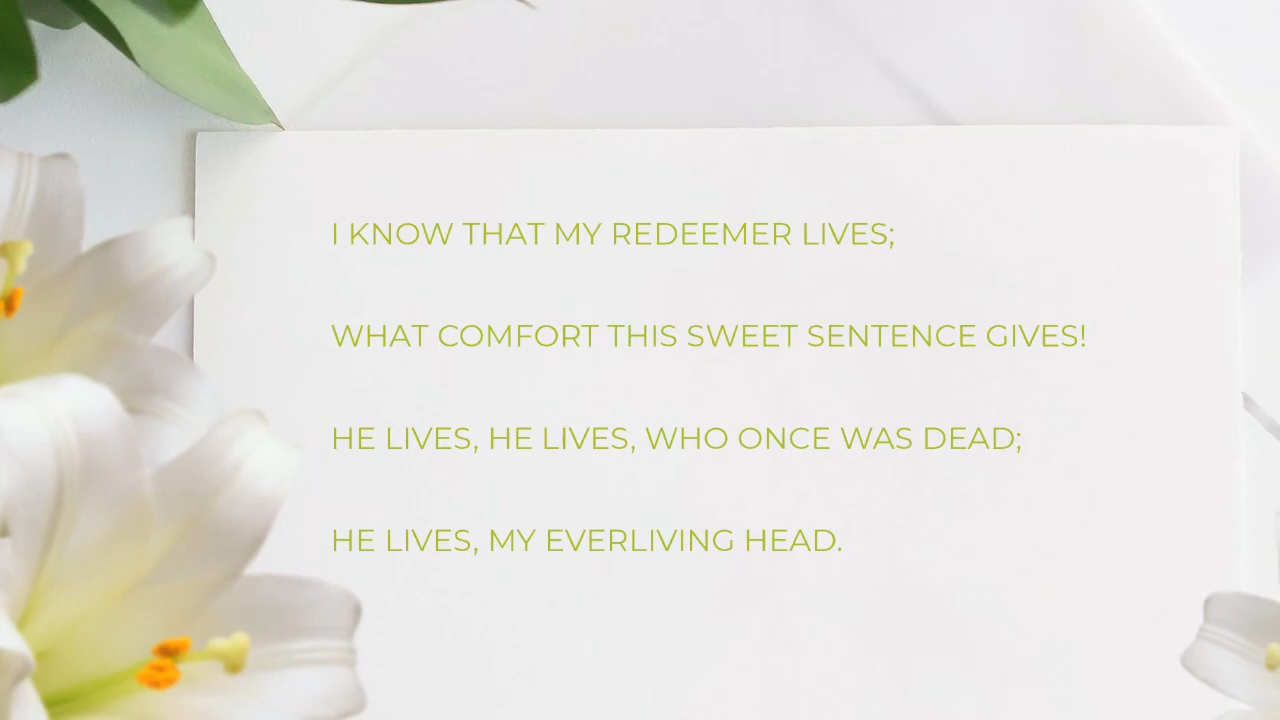 I KNOW THAT MY REDEEMER LIVES;
WHAT COMFORT THIS SWEET SENTENCE GIVES!
HE LIVES, HE LIVES, WHO ONCE WAS DEAD;
HE LIVES, MY EVERLIVING HEAD.